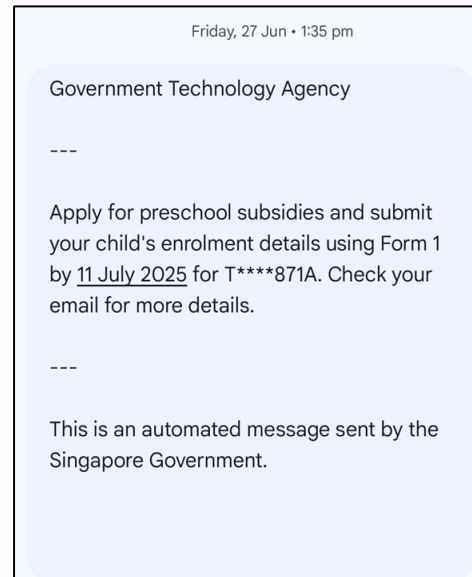 Friday, 27 Jun • 1:35 pm
Government Technology Agency
---
Apply for preschool subsidies and submit
your child's enrolment details using Form 1
by 11 July 2025 for T****871A. Check your
email for more details.
---
This is an automated message sent by the
Singapore Government.